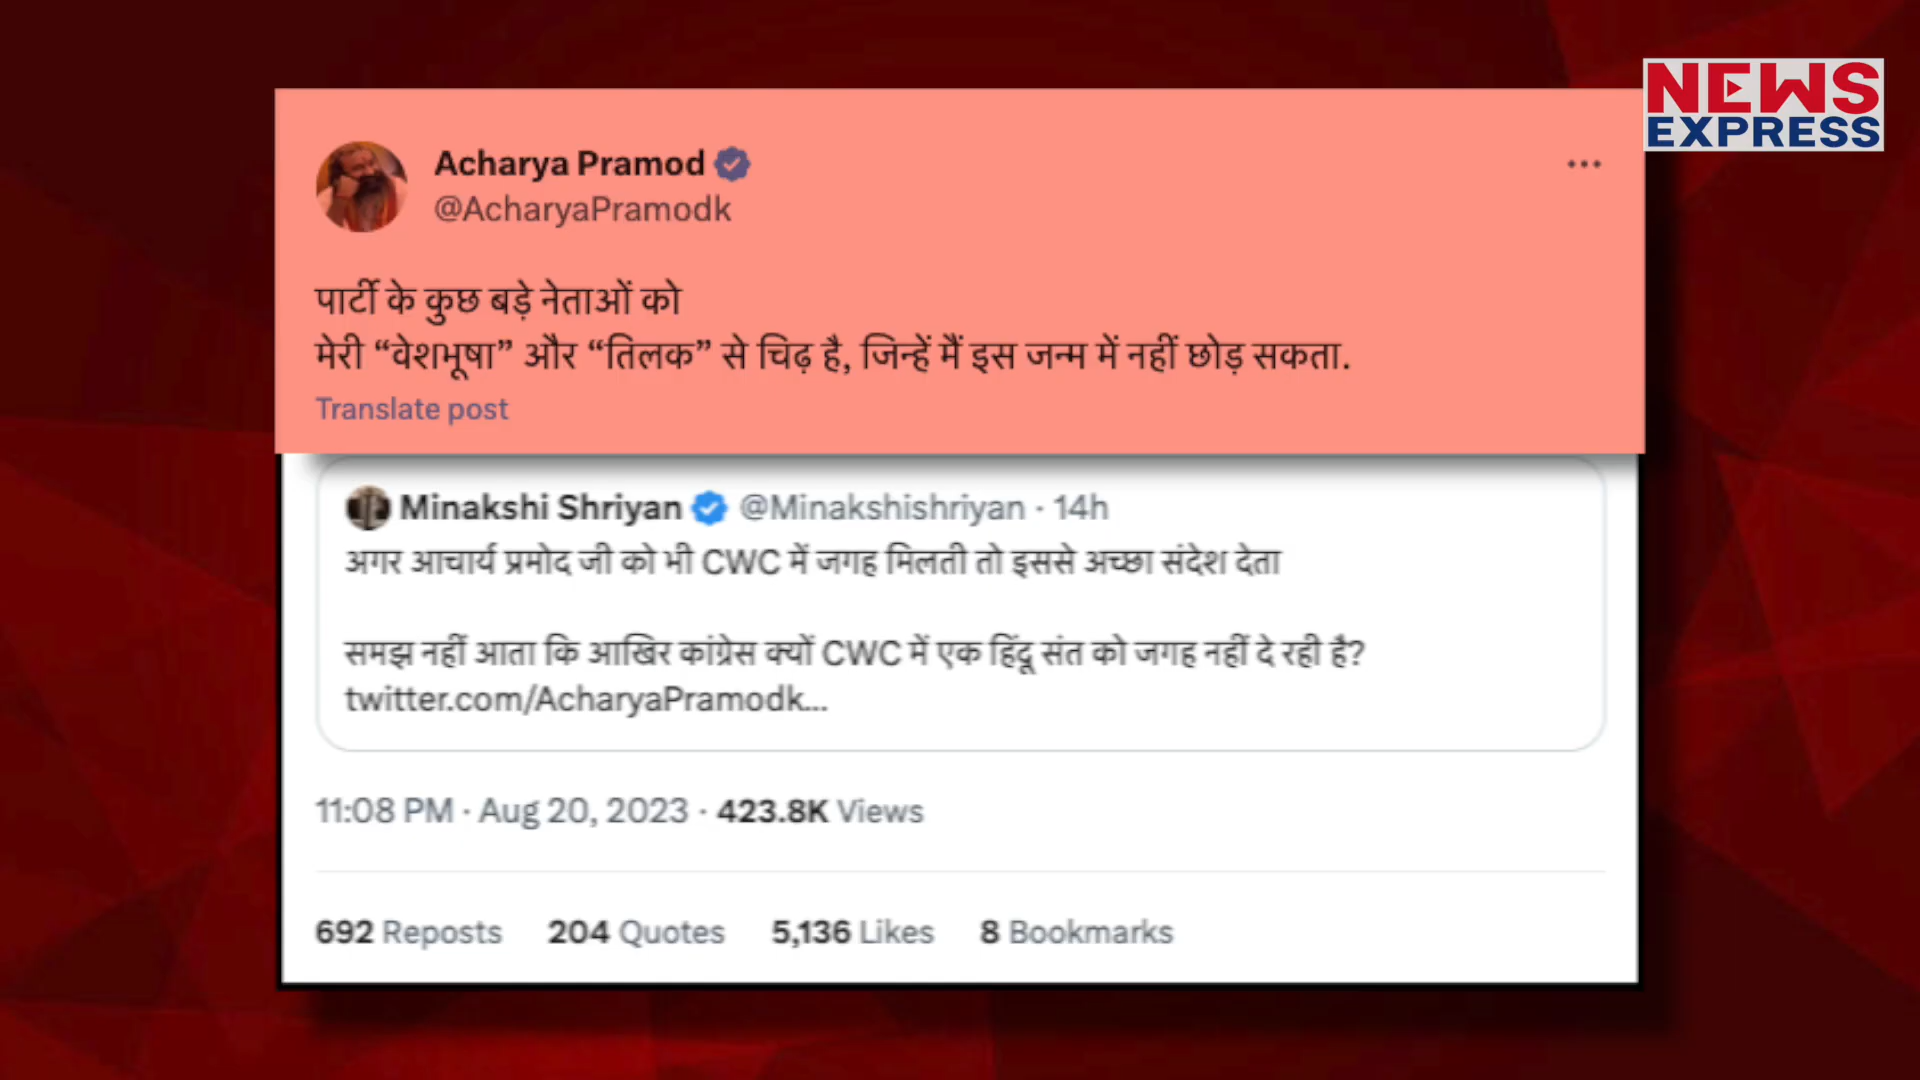 NEWS
EXPRESS
Acharya Pramod
@AcharyaPramodk
पार्टी के कुछ बड़े नेताओं को
मेरी “वेशभूषा” और “तिलक” से चिढ़ है, जिन्हें मैं इस जन्म में नहीं छोड़ सकता.
Translate post
Minakshi Shriyan @Minakshishriyan · 14h
अगर आचार्य प्रमोद जी को भी CWC में जगह मिलती तो इससे अच्छा संदेश देता
समझ नहीं आता कि आखिर कांग्रेस क्यों CWC में एक हिंदू संत को जगह नहीं दे रही है?
twitter.com/AcharyaPramodk...
11:08 PM · Aug 20, 2023 · 423.8K Views
692 Reposts 204 Quotes 5,136 Likes 8 Bookmarks